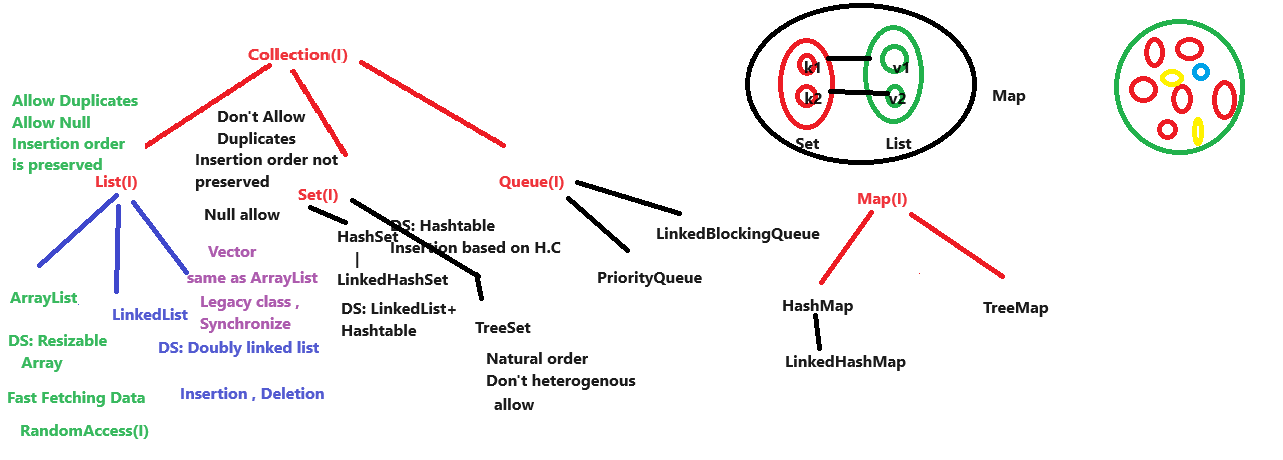 Collection(I)
Allow Duplicates
Allow Null
Insertion order
is preserved
List(I)
Don't Allow
Duplicates
Insertion order not
preserved
Set(I)
Null allow
Queue(I)
ArrayList
DS: Resizable
Array
Fast Fetching Data
RandomAccess(I)
LinkedList
DS: Doubly linked list
Insertion , Deletion
Vector
same as ArrayList
Legacy class ,
Synchronize
HashSet
|
LinkedHashSet
DS: LinkedList+
Hashtable
DS: Hashtable
Insertion based on H.C
TreeSet
Natural order
Don't heterogenous
allow
LinkedBlockingQueue
PriorityQueue
k1
v1
k2
v2
Set
List
Map
Map(I)
HashMap
LinkedHashMap
TreeMap